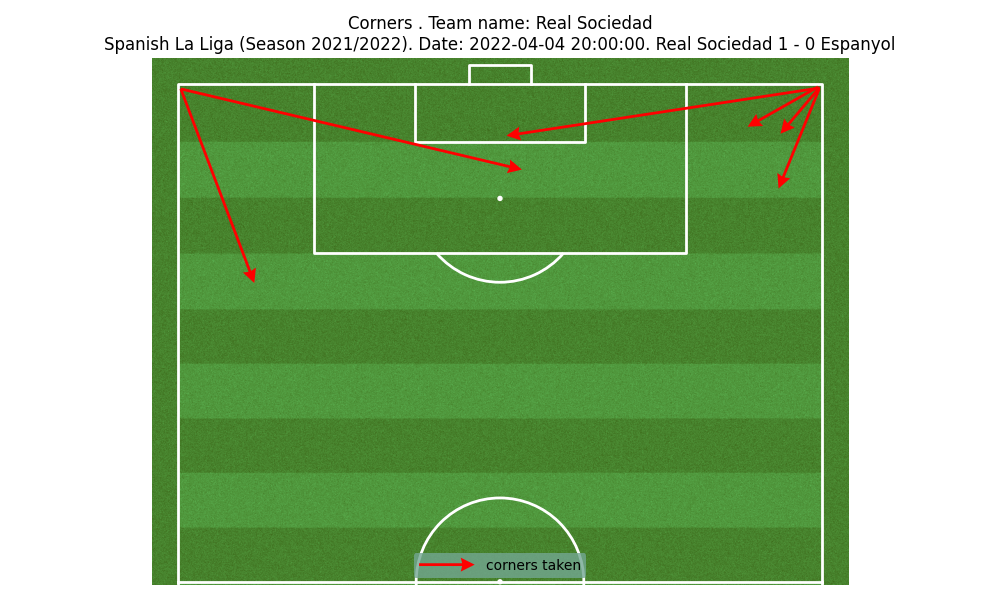 Corners . Team name: Real Sociedad
Spanish La Liga (Season 2021/2022). Date: 2022-04-04 20:00:00. Real Sociedad 1 - 0 Espanyol
corners taken